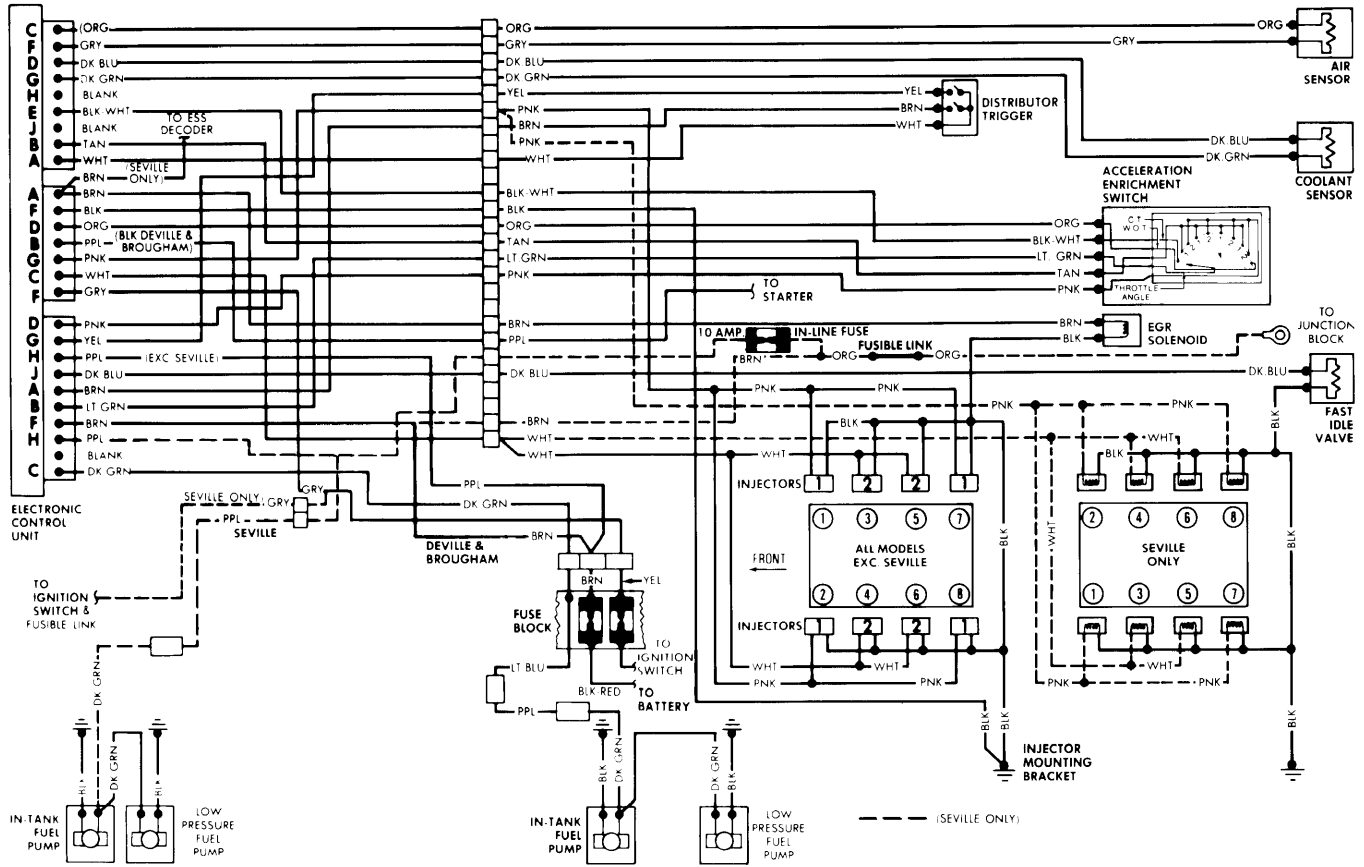 C (ORG ORG ORG
F GRY GRY GRY
D DK BLU DK BLU
G DK GRN DK GRN
H BLANK YEL YEL
E BLK-WHT PNK BRN
J BLANK BRN WHT
B TAN PNK
A WHT WHT
AIR
SENSOR
DISTRIBUTOR
TRIGGER
TO ESS
DECODER
(SEVILLE
ONLY)
BRN
DK.BLU
DK.GRN
COOLANT
SENSOR
A BRN BLK-WHT
F BLK BLK
D ORG ORG
B PPL TAN
(BLK DEVILLE &
BROUGHAM)
G PNK LT GRN
C WHT PNK
F GRY
ACCELERATION
ENRICHMENT
SWITCH
ORG
BLK-WHT
LT. GRN
TAN
PNK
C.T
W.O.T
THROTTLE
ANGLE
TO
STARTER
D PNK BRN BRN
G YEL PPL BLK
H PPL (EXC SEVILLE)
J DK BLU DK BLU DK.BLU
A BRN
B LT GRN
F BRN BRN
H PPL WHT
BLANK WHT
C DK GRN
EGR
SOLENOID
TO
JUNCTION
BLOCK
10 AMP IN-LINE FUSE
BRN ORG FUSIBLE LINK ORG
FAST
IDLE
VALVE
PNK PNK PNK PNK PNK
BLK WHT BLK WHT BLK
WHT
ELECTRONIC
CONTROL
UNIT
SEVILLE ONLY) GRY GRY
PPL
SEVILLE
PPL
DK GRN
BRN
DEVILLE &
BROUGHAM
INJECTORS 1 2 2 1
1 3 5 7
ALL MODELS
EXC. SEVILLE
2 4 6 8
FRONT
INJECTORS 1 2 2 1
2 4 6 8
SEVILLE
ONLY
1 3 5 7
WHT BLK BLK
WHT WHT WHT
PNK PNK PNK PNK
TO
IGNITION
SWITCH &
FUSIBLE LINK
BRN YEL
FUSE
BLOCK
TO
IGNITION
SWITCH
LT BLU
BLK-RED
TO
BATTERY
PPL
DK GRN
BLK DK GRN BLK
BLK DK GRN DK GRN BLK
BLK BLK BLK
INJECTOR
MOUNTING
BRACKET
IN-TANK
FUEL
PUMP
LOW
PRESSURE
FUEL
PUMP
IN-TANK
FUEL
PUMP
LOW
PRESSURE
FUEL
PUMP
(SEVILLE ONLY)